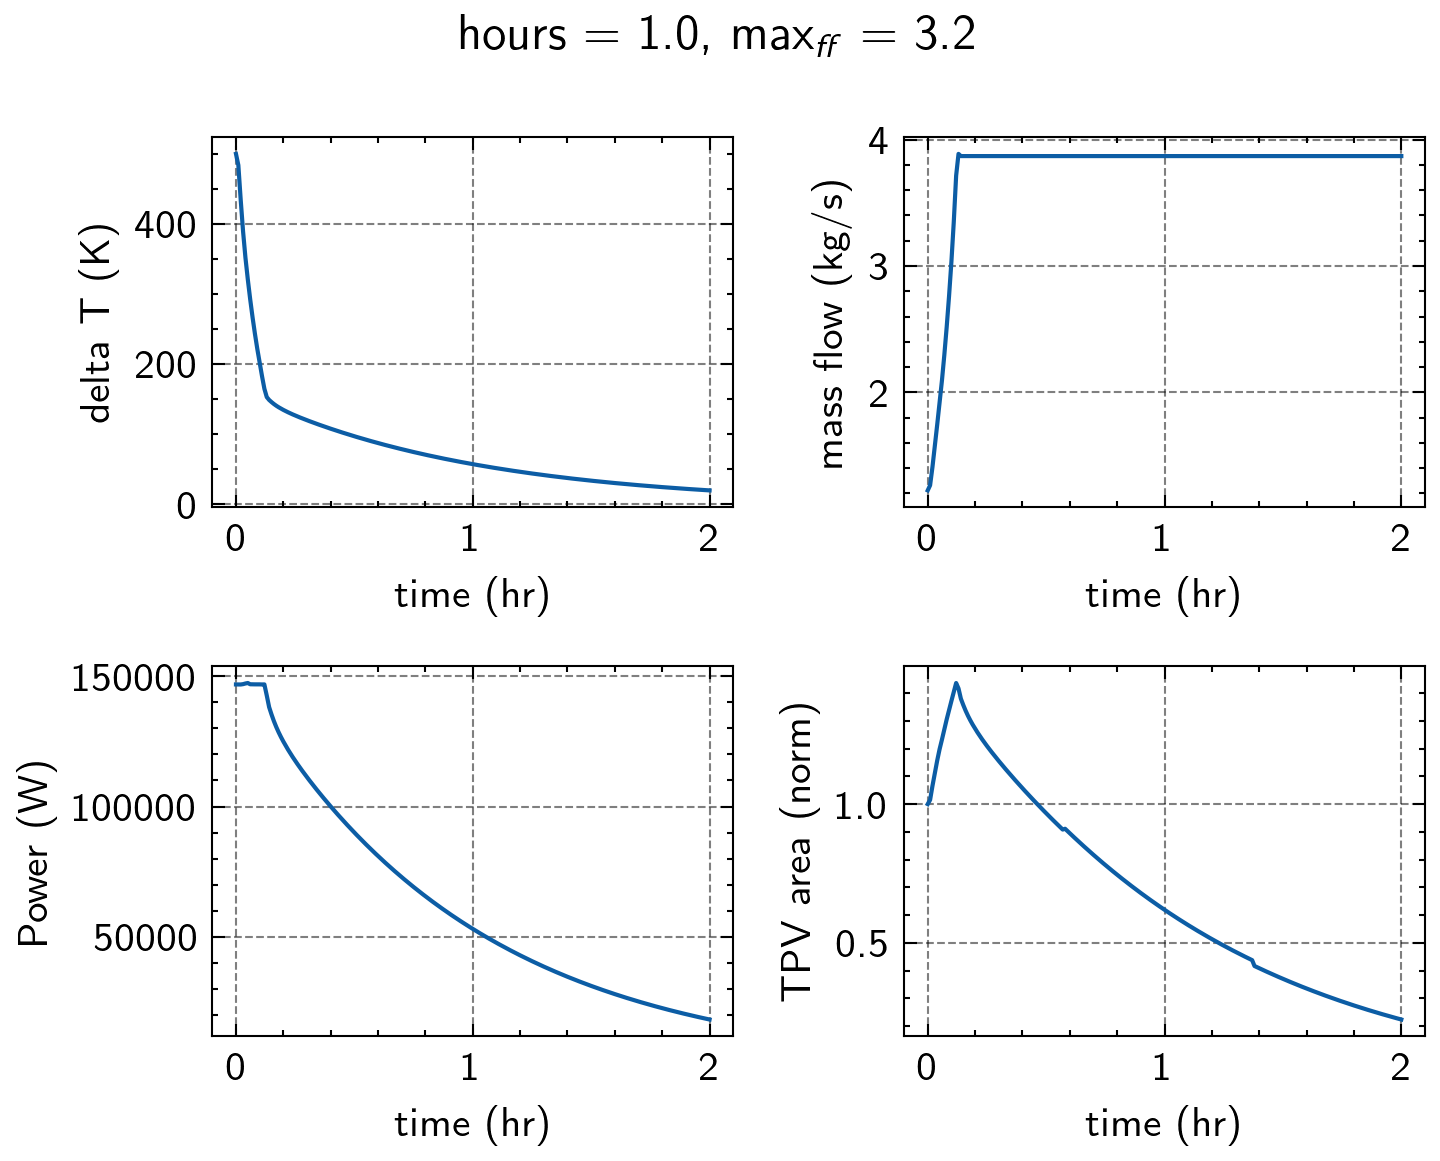 hours = 1.0, max_ff = 3.2
delta T (K)
400
200
0
0 1 2
time (hr)
mass flow (kg/s)
4
3
2
0 1 2
time (hr)
Power (W)
150000
100000
50000
0 1 2
time (hr)
TPV area (norm)
1.0
0.5
0 1 2
time (hr)